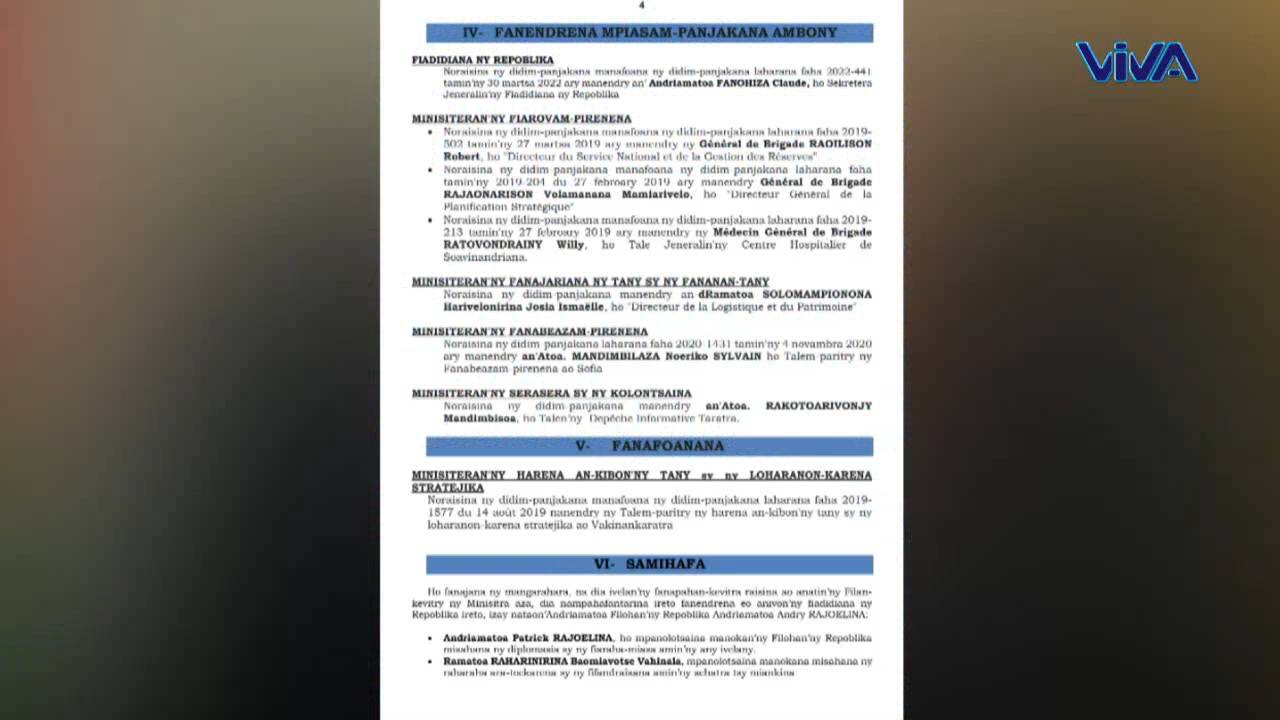 4
VIVA
IV- FANENDRENA MPIASAM-PANJAKANA AMBONY
FIADIDIANA NY REPOBLIKA
Noraisina ny didim-panjakana manafoana ny didim-panjakana laharana faha 2022-441
tamin'ny 30 martsa 2022 ary manendry an' Andriamatoa FANOHIZA Claude, ho Sekretera
Jeneralin'ny Fiadidiana ny Repoblika
MINISITERAN'NY FIAROVAM-PIRENENA
• Noraisina ny didim-panjakana manafoana ny didim-panjakana laharana faha 2019-
502 tamin'ny 27 martsa 2019 ary manendry ny Général de Brigade RAOILISON
Robert, ho "Directeur du Service National et de la Gestion des Réserves"
• Noraisina ny didim panjakana manafoana ny didim panjakana laharana faha
tamin'ny 2019-204 du 27 febroary 2019 ary manendry Général de Brigade
RAJAONARISON Volamanana Mamiarivelo, ho "Directeur Général de la
Planification Stratégique"
• Noraisina ny didim-panjakana manafoana ny didim-panjakana laharana faha 2019-
213 tamin'ny 27 febroary 2019 ary manendry ny Médecin Général de Brigade
RATOVONDRAINY Willy, ho Tale Jeneralin'ny Centre Hospitalier de
Soavinandriana.
MINISITERAN'NY FANAJARIANA NY TANY SY NY FANANAN-TANY
Noraisina ny didim-panjakana manendry an-dRamatoa SOLOMAMPIONONA
Harivelonirina Josia Ismaëlle, ho "Directeur de la Logistique et du Patrimoine"
MINISITERAN'NY FANABEAZAM-PIRENENA
Noraisina ny didim panjakana laharana faha 2020-1431 tamin'ny 4 novambra 2020
ary manendry an'Atoa. MANDIMBILAZA Noeriko SYLVAIN ho Talem paritry ny
Fanabeazam pirenena ao Sofia
MINISITERAN'NY SERASERA SY NY KOLONTSAINA
Noraisina ny didim-panjakana manendry an'Atoa. RAKOTOARIVONJY
Mandimbisoa, ho Talen'ny Depêche Informative Taratra.
V- FANAFOANANA
MINISITERAN'NY HARENA AN-KIBON'NY TANY sy ny LOHARANON-KARENA
STRATEJIKA
Noraisina ny didim-panjakana manafoana ny didim-panjakana laharana faha 2019-
1577 du 14 août 2019 nanendry ny Talem-paritry ny harena an-kibon'ny tany sy ny
loharanon-karena stratejika ao Vakinankaratra
VI- SAMIHAFA
Ho fanajana ny mangarahara, na dia ivelan'ny fanapahan-kevitra raisina ao anatin'ny Filan-
kevitry ny Ministra aza, dia nampahafantarina ireto fanendrena eo anivon'ny fiadidiana ny
Repoblika ireto, izay nataon'Andriamatoa Filohan'ny Repoblika Andriamatoa Andry RAJOELINA:
• Andriamatoa Patrick RAJOELINA, ho mpanolotsaina manokan'ny Filohan'ny Repoblika
misahana ny diplomasia sy ny fiaraha-miasa amin'ny any ivelany.
• Ramatoa RAHARINIRINA Baomiavotse Vahinala, mpanolotsaina manokana misahana ny
raharaha ara-toekarena sy ny fifandraisana amin'ny sehatra tsy miankina